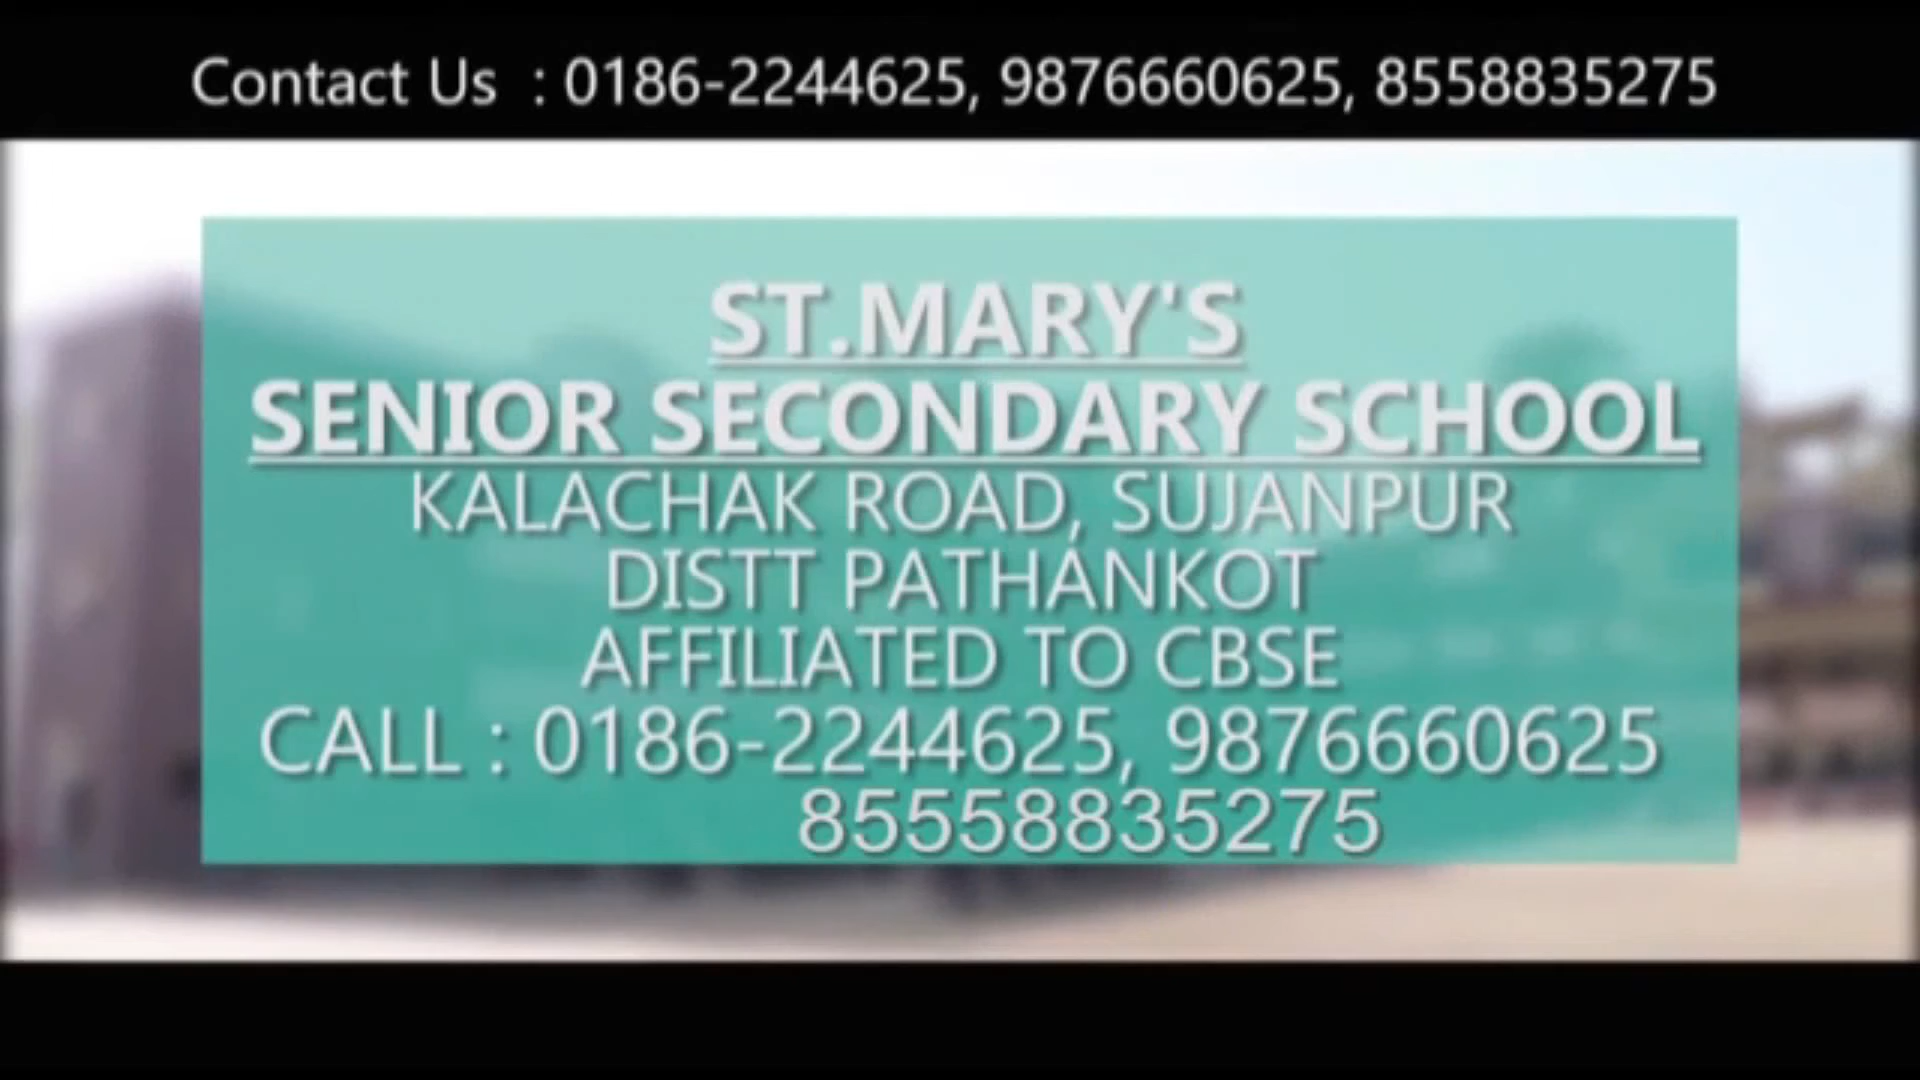 Contact Us : 0186-2244625, 9876660625, 8558835275
ST.MARY'S
SENIOR SECONDARY SCHOOL
KALACHAK ROAD, SUJANPUR
DISTT PATHANKOT
AFFILIATED TO CBSE
CALL : 0186-2244625, 9876660625
85558835275